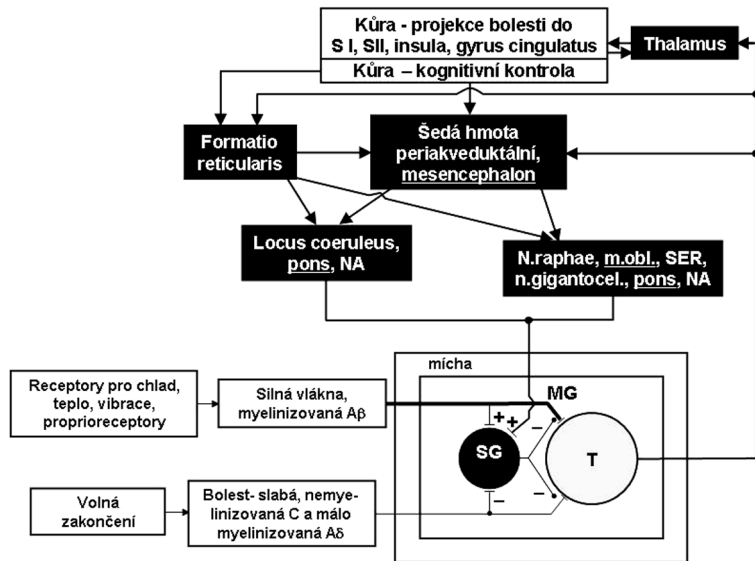 Kůra - projekce bolesti do
S I, SII, insula, gyrus cingulatus
Kůra – kognitivní kontrola
Thalamus
Formatio
reticularis
Šedá hmota
periakveduktální,
mesencephalon
Locus coeruleus,
pons, NA
N.raphae, m.obl., SER,
n.gigantocel., pons, NA
mícha
Receptory pro chlad,
teplo, vibrace,
proprioreceptory
Silná vlákna,
myelinizovaná Aβ
MG
+
+
–
SG
T
–
–
Volná
zakončení
Bolest- slabá, nemye-
linizovaná C a málo
myelinizovaná Aδ